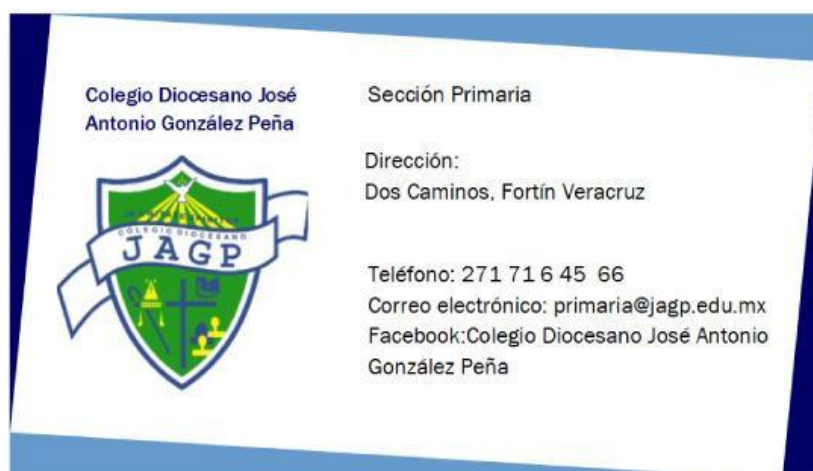 Colegio Diocesano José
Antonio González Peña
COLEGIO DIOCESANO
JAGP
Sección Primaria
Dirección:
Dos Caminos, Fortín Veracruz
Teléfono: 271 71 6 45 66
Correo electrónico: primaria@jagp.edu.mx
Facebook:Colegio Diocesano José Antonio
González Peña